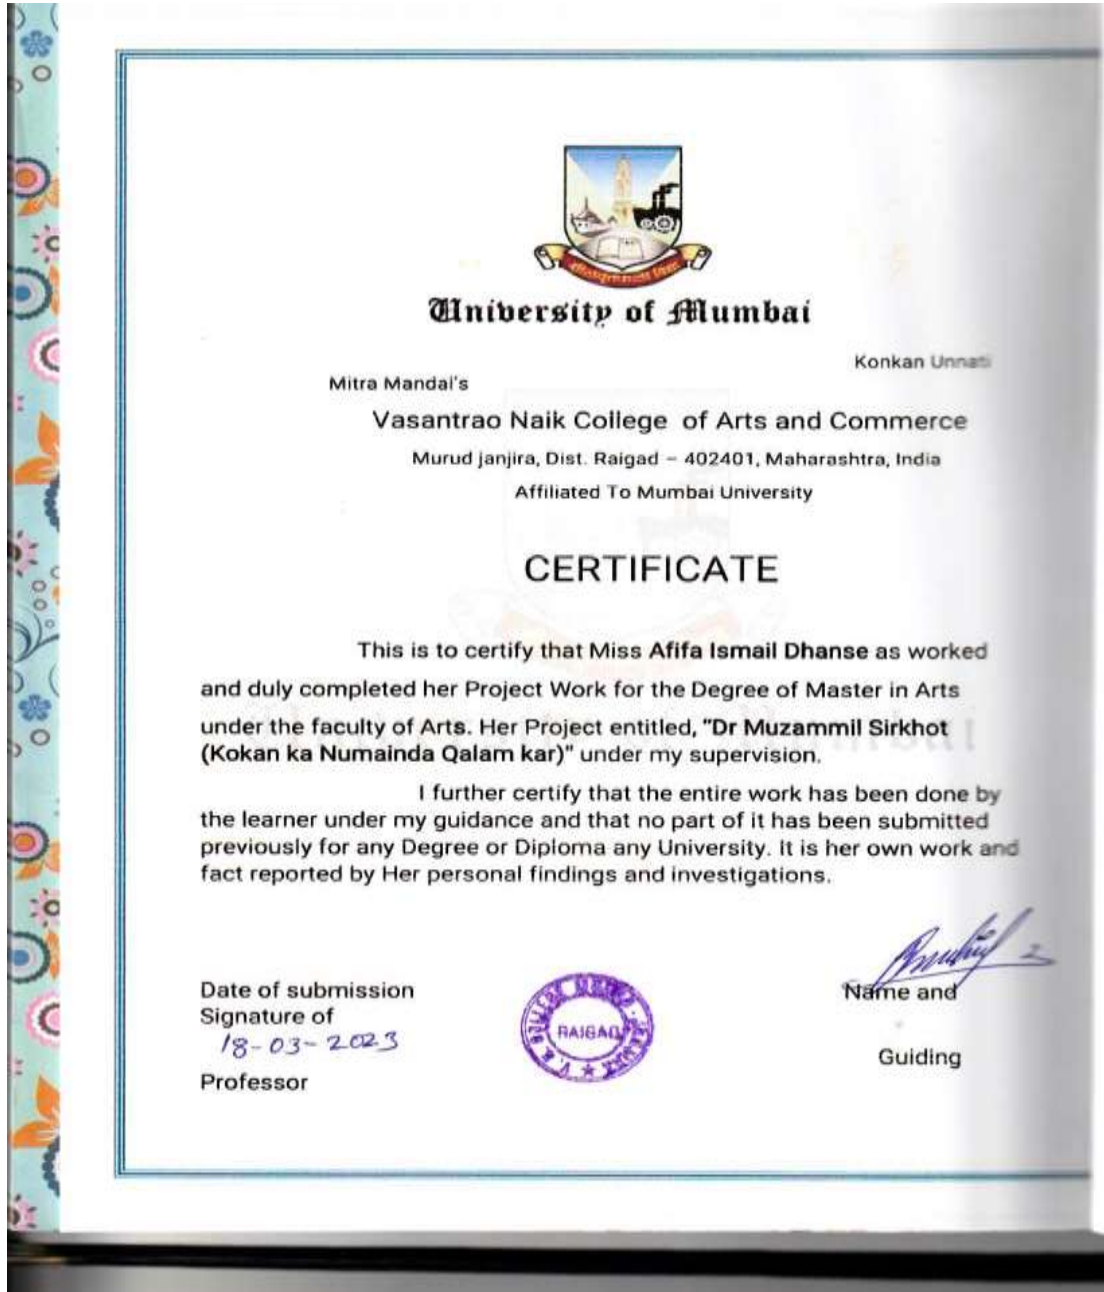 University of Mumbai
Konkan Unnati
Mitra Mandal's
Vasantrao Naik College of Arts and Commerce
Murud janjira, Dist. Raigad – 402401, Maharashtra, India
Affiliated To Mumbai University
CERTIFICATE
This is to certify that Miss Afifa Ismail Dhanse as worked
and duly completed her Project Work for the Degree of Master in Arts
under the faculty of Arts. Her Project entitled, "Dr Muzammil Sirkhot
(Kokan ka Numainda Qalam kar)" under my supervision.
I further certify that the entire work has been done by
the learner under my guidance and that no part of it has been submitted
previously for any Degree or Diploma any University. It is her own work and
fact reported by Her personal findings and investigations.
Date of submission
Name and
Signature of
18-03-2023
Guiding
Professor
RAIGAD